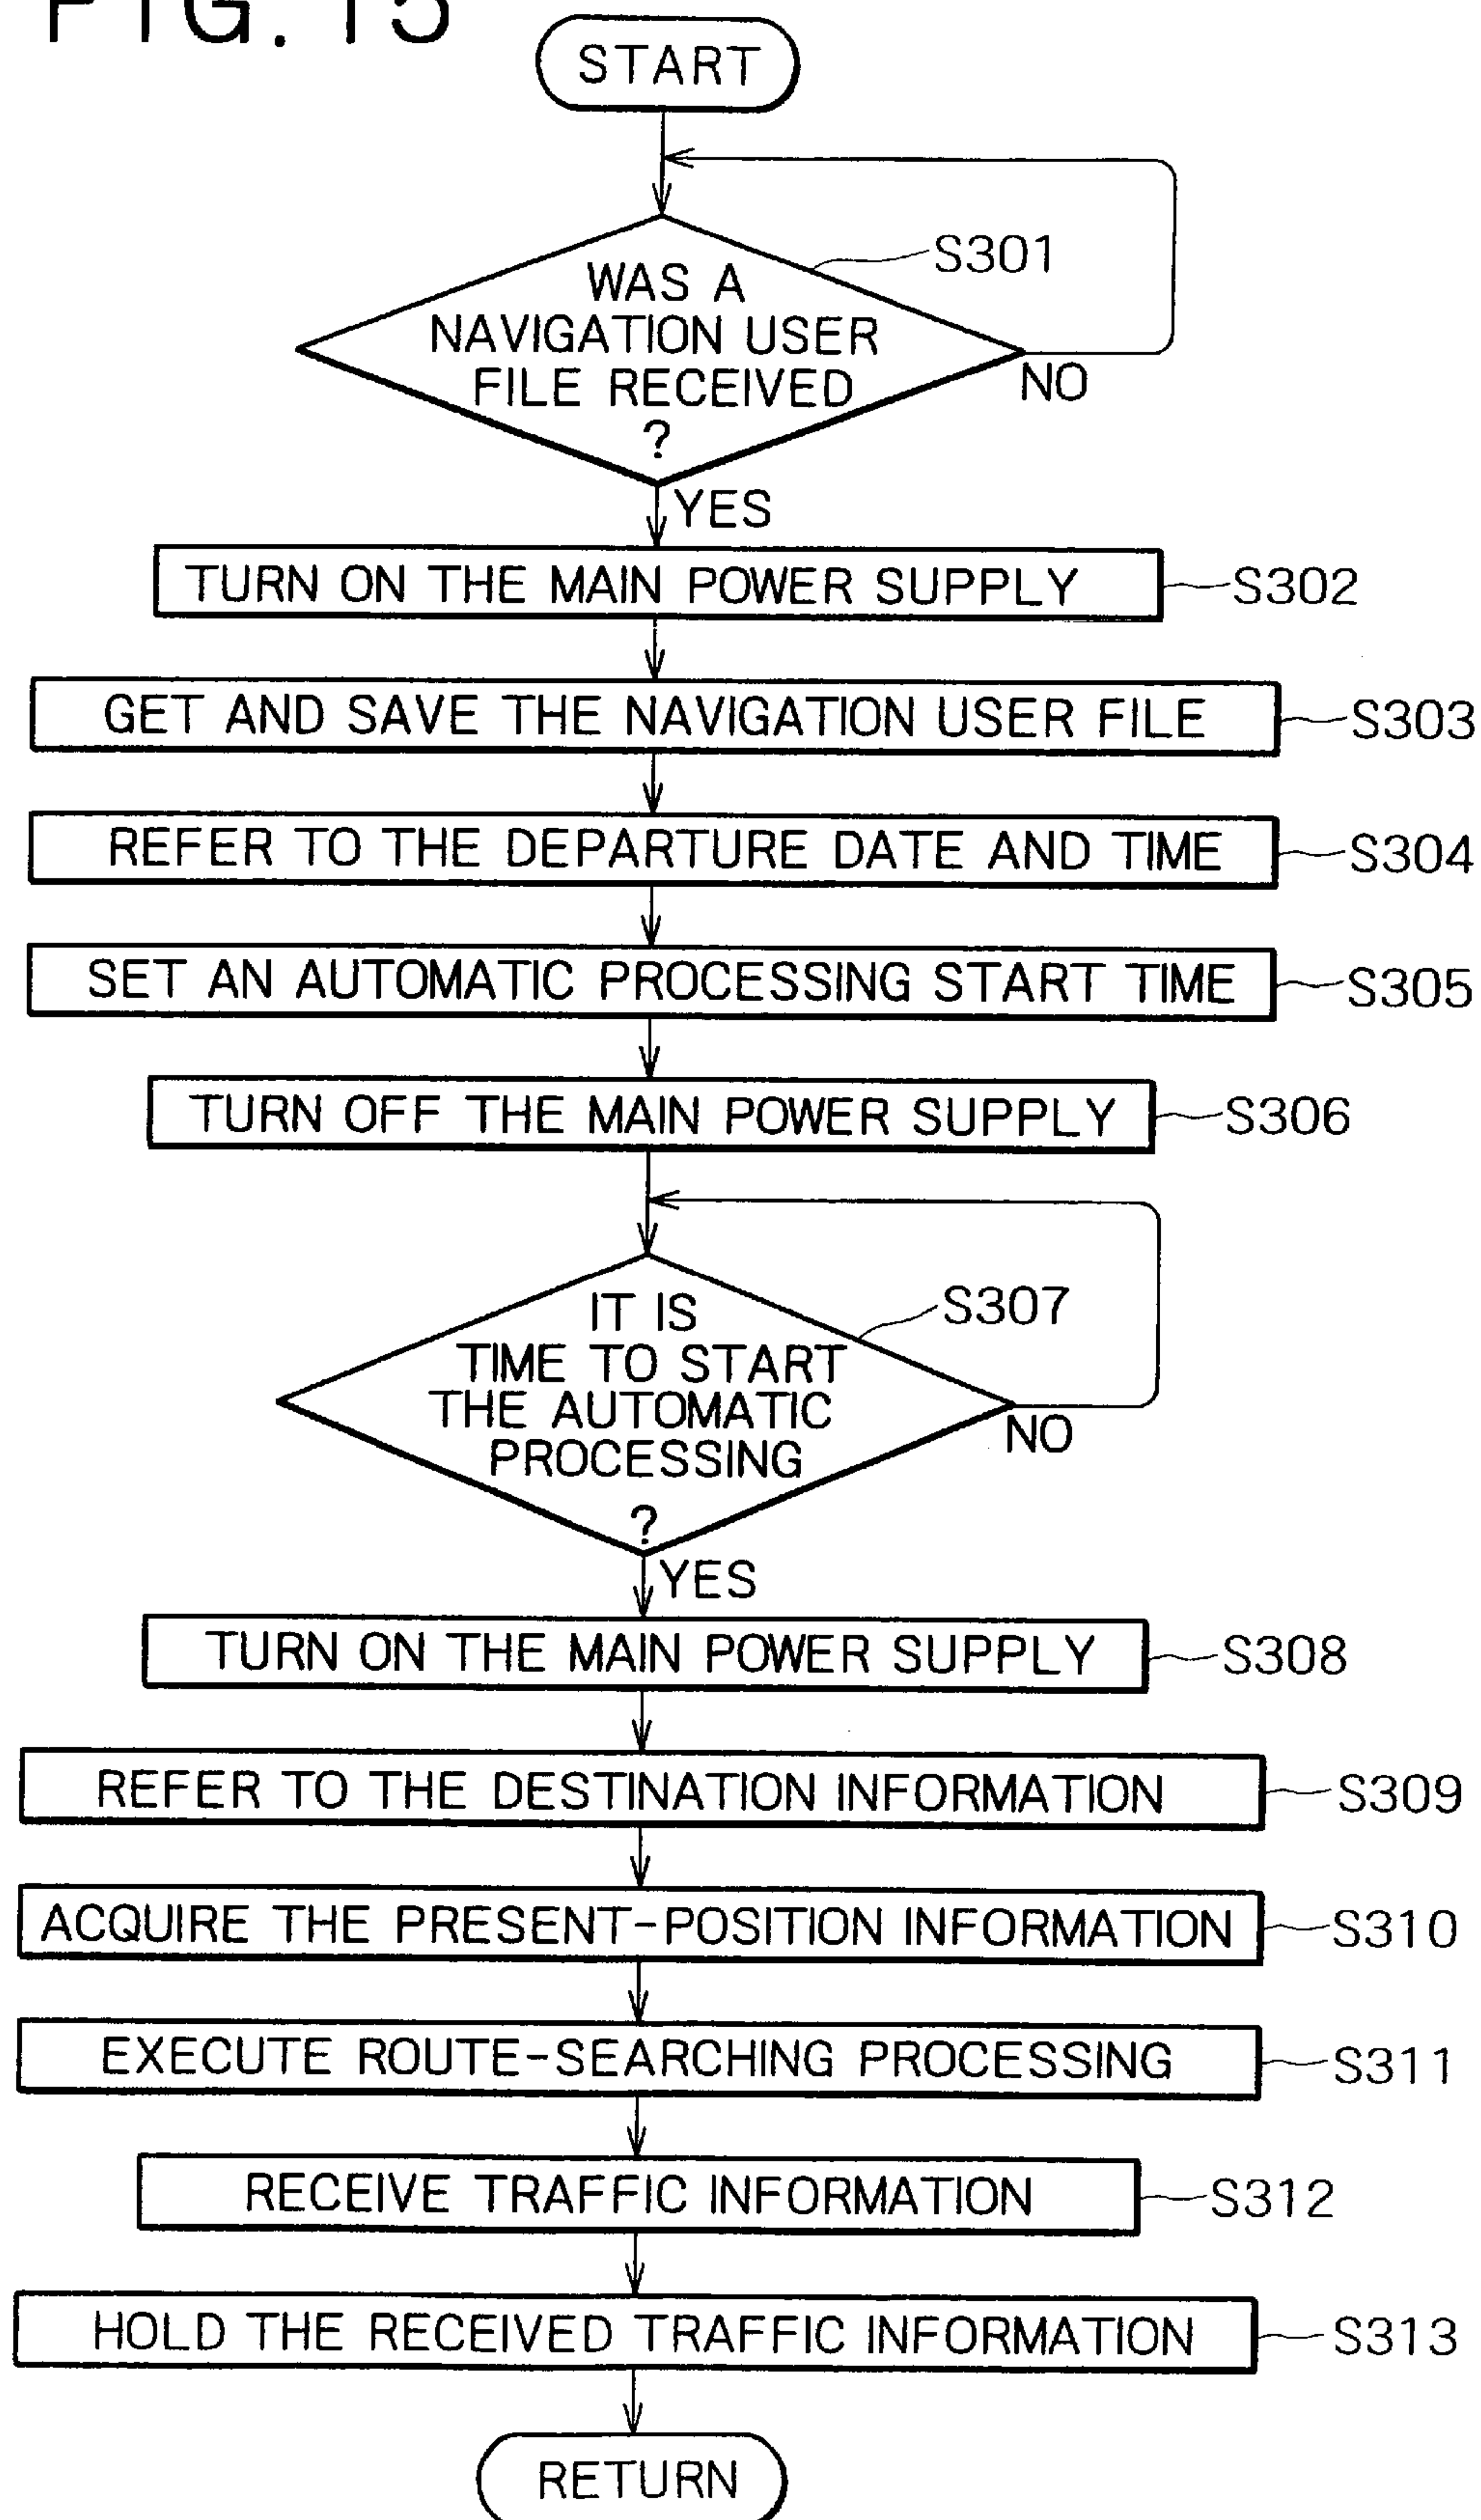 FIG. 15
START
S301
WAS A
NAVIGATION USER
FILE RECEIVED
?
NO
YES
TURN ON THE MAIN POWER SUPPLY
S302
GET AND SAVE THE NAVIGATION USER FILE
S303
REFER TO THE DEPARTURE DATE AND TIME
S304
SET AN AUTOMATIC PROCESSING START TIME
S305
TURN OFF THE MAIN POWER SUPPLY
S306
S307
IT IS
TIME TO START
THE AUTOMATIC
PROCESSING
?
NO
YES
TURN ON THE MAIN POWER SUPPLY
S308
REFER TO THE DESTINATION INFORMATION
S309
ACQUIRE THE PRESENT-POSITION INFORMATION
S310
EXECUTE ROUTE-SEARCHING PROCESSING
S311
RECEIVE TRAFFIC INFORMATION
S312
HOLD THE RECEIVED TRAFFIC INFORMATION
S313
RETURN